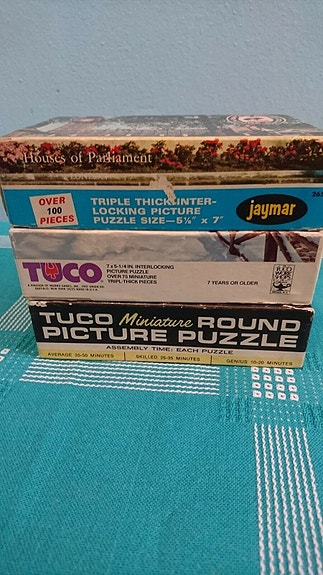 Houses of Parliament
OVER
100
PIECES
TRIPLE THICK INTER-
LOCKING PICTURE
PUZZLE SIZE—5⅛" x 7"
jaymar
TUCO
7 x 5-1/4 IN. INTERLOCKING
PICTURE PUZZLE
OVER 75 MINIATURE
TRIPL-THICK PIECES
7 YEARS OR OLDER
TUCO Miniature ROUND
PICTURE PUZZLE
ASSEMBLY TIME: EACH PUZZLE
AVERAGE 35-50 MINUTES
SKILLED 25-35 MINUTES
GENIUS 10-20 MINUTES